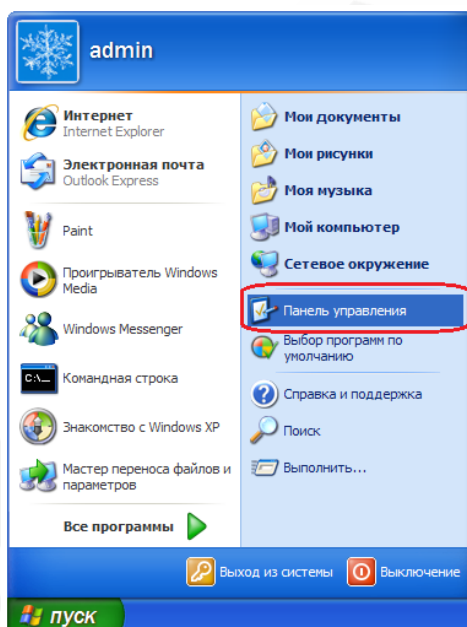 admin
Интернет
Internet Explorer
Электронная почта
Outlook Express
Paint
Проигрыватель Windows
Media
Windows Messenger
C:\_
Командная строка
Знакомство с Windows XP
Мастер переноса файлов и
параметров
Все программы
Мои документы
Мои рисунки
Моя музыка
Мой компьютер
Сетевое окружение
Панель управления
Выбор программ по
умолчанию
Справка и поддержка
Поиск
Выполнить...
Выход из системы
Выключение
пуск